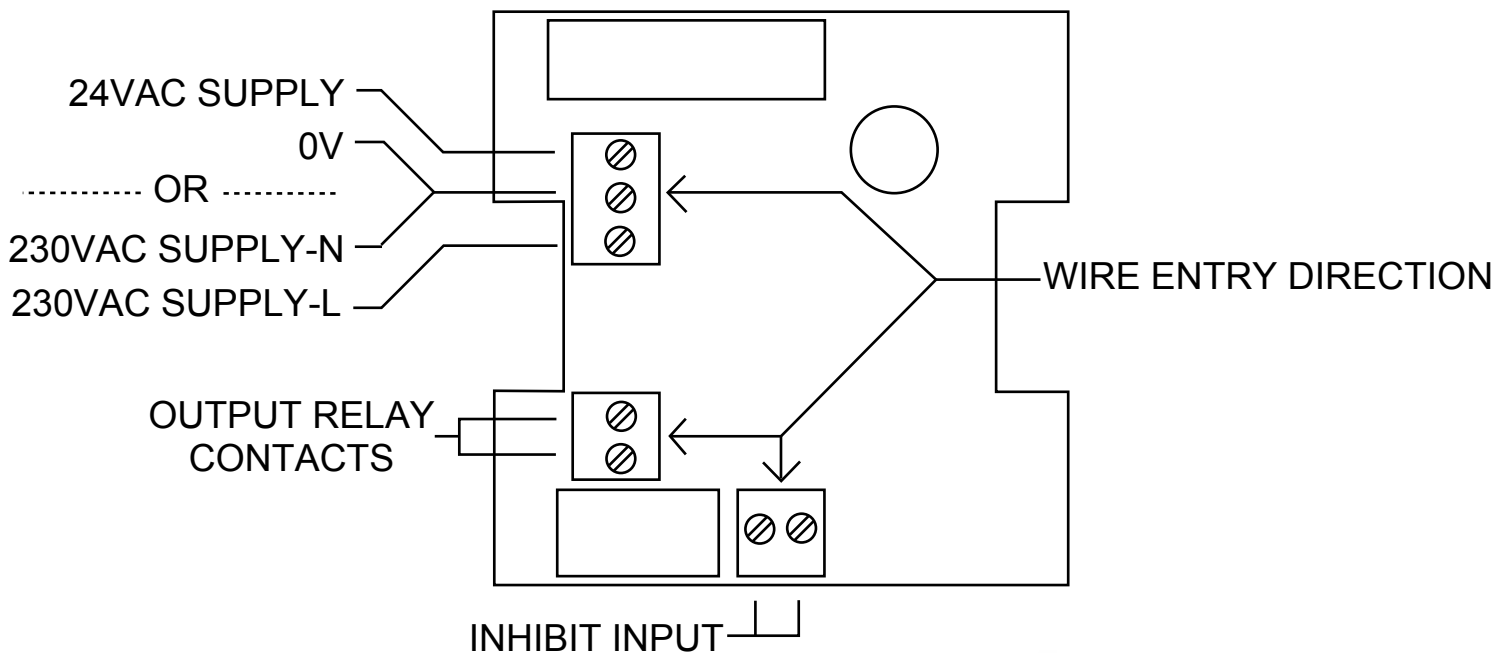 24VAC SUPPLY
0V
OR
230VAC SUPPLY-N
230VAC SUPPLY-L
WIRE ENTRY DIRECTION
OUTPUT RELAY
CONTACTS
INHIBIT INPUT